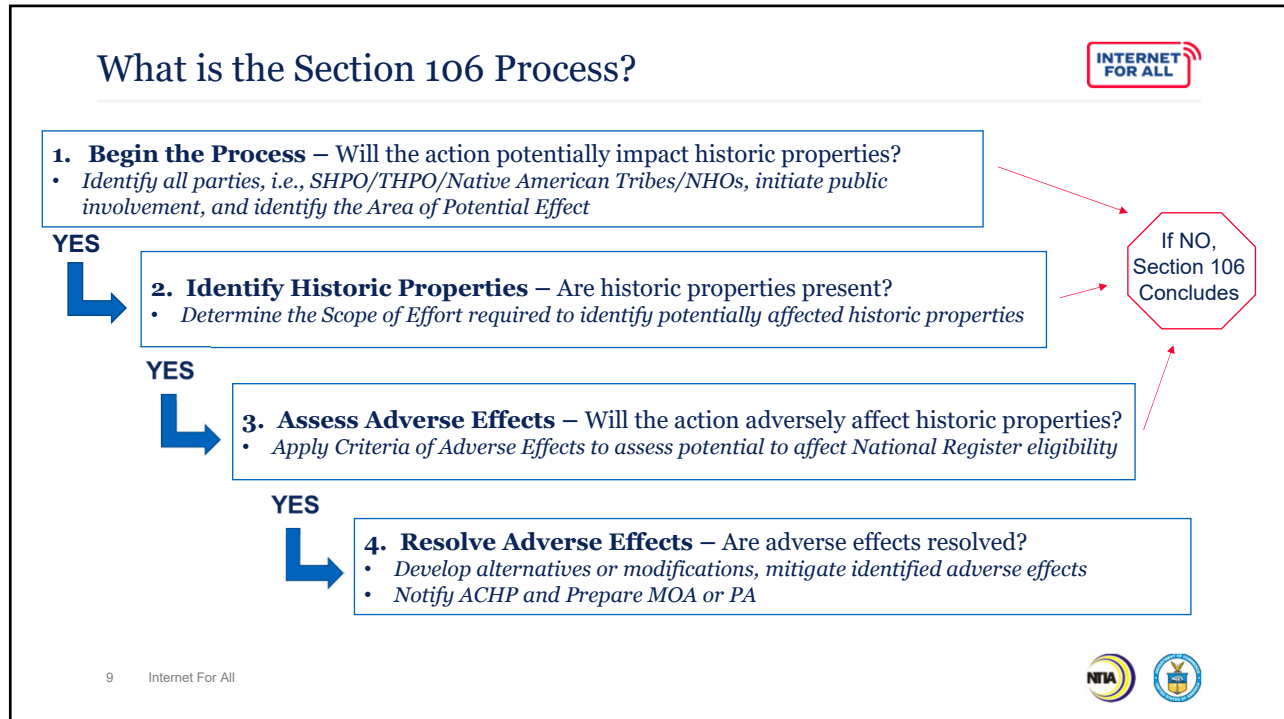 What is the Section 106 Process?
INTERNET
FOR ALL
1. Begin the Process – Will the action potentially impact historic properties?
• Identify all parties, i.e., SHPO/THPO/Native American Tribes/NHOs, initiate public
involvement, and identify the Area of Potential Effect
YES
If NO,
Section 106
Concludes
2. Identify Historic Properties – Are historic properties present?
• Determine the Scope of Effort required to identify potentially affected historic properties
YES
3. Assess Adverse Effects – Will the action adversely affect historic properties?
• Apply Criteria of Adverse Effects to assess potential to affect National Register eligibility
YES
4. Resolve Adverse Effects – Are adverse effects resolved?
• Develop alternatives or modifications, mitigate identified adverse effects
• Notify ACHP and Prepare MOA or PA
9 Internet For All
NTIA